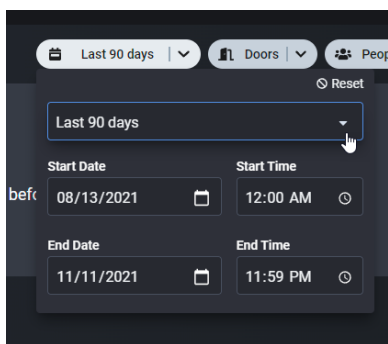 Last 90 days
Doors
Peop
Reset
Last 90 days
Start Date
Start Time
08/13/2021
12:00 AM
befo
End Date
End Time
11/11/2021
11:59 PM